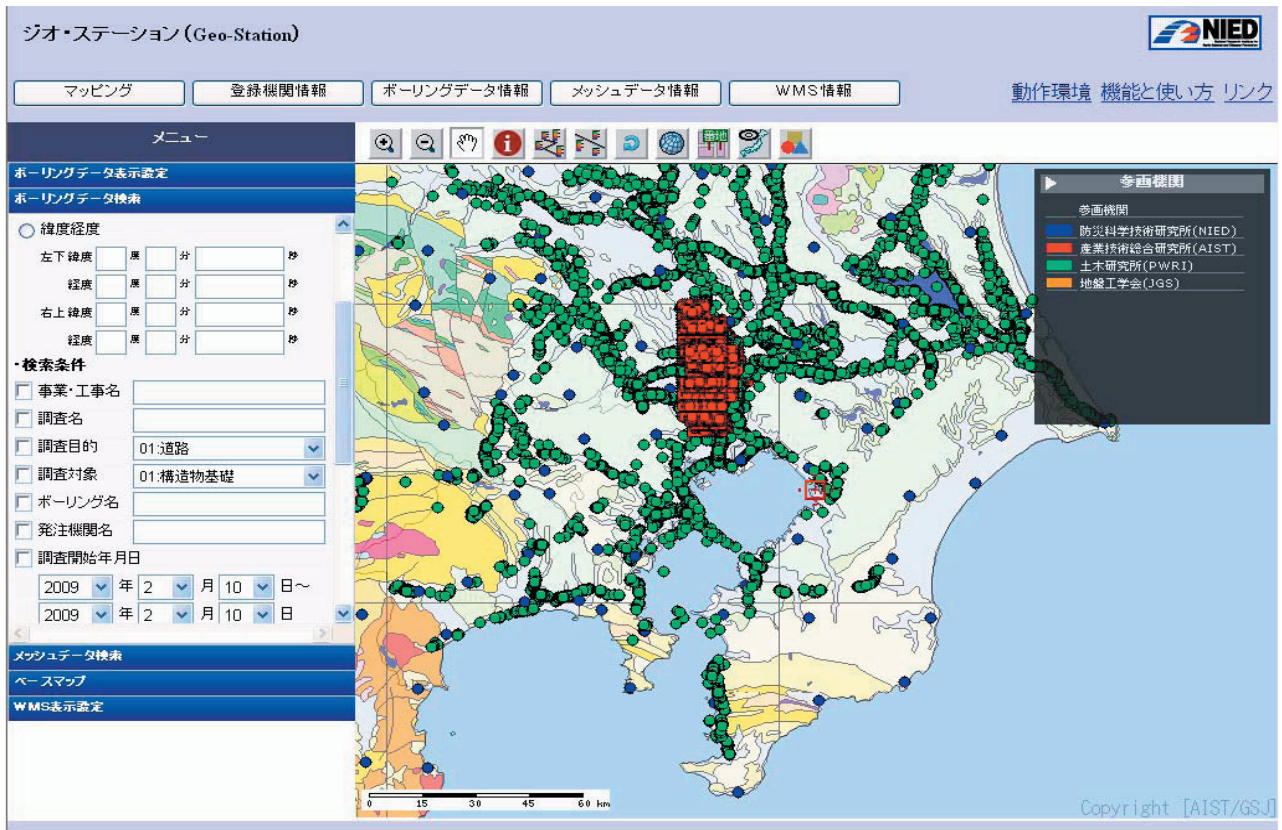 ジオ・ステーション(Geo-Station)
NIED
マッピング
登録機関情報
ボーリングデータ情報
メッシュデータ情報
WMS情報
動作環境 機能と使い方 リンク
メニュー
ボーリングデータ表示設定
ボーリングデータ検索
緯度経度
左下緯度 度 分 秒
経度 度 分 秒
右上緯度 度 分 秒
経度 度 分 秒
・検索条件
事業・工事名
調査名
調査目的 01:道路
調査対象 01:構造物基礎
ボーリング名
発注機関名
調査開始年月日
2009 年 2 月 10 日～
2009 年 2 月 10 日
メッシュデータ検索
ベースマップ
WMS表示設定
番地
参画機関
参画機関
防災科学技術研究所(NIED)
産業技術総合研究所(AIST)
土木研究所(PWRI)
地盤工学会(JGS)
0 15 30 45 60 km
Copyright [AIST/GSJ]